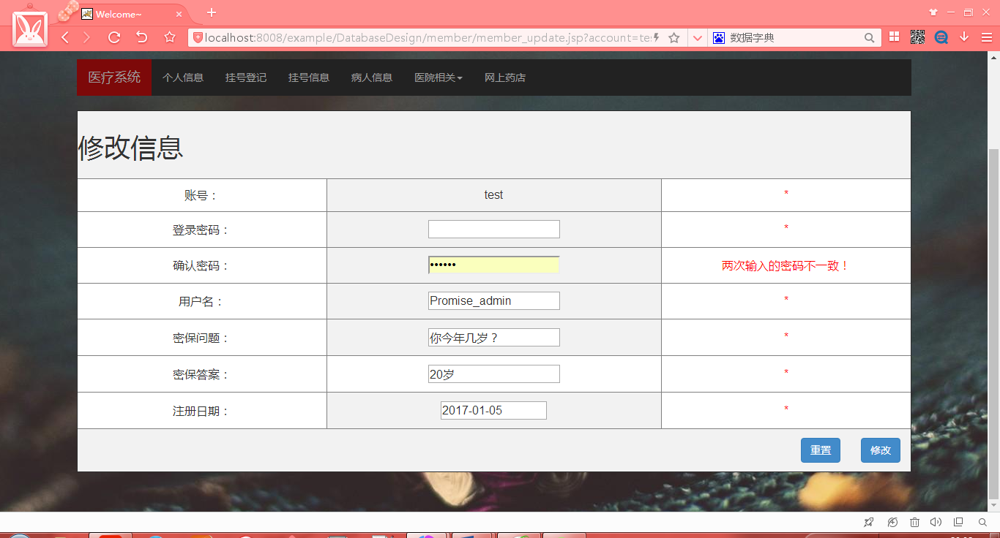 Welcome~
localhost:8008/example/DatabaseDesign/member/member_update.jsp?account=tes
数据字典
医疗系统 个人信息 挂号登记 挂号信息 病人信息 医院相关 网上药店
修改信息
账号： test *
登录密码： *
确认密码： •••••• 两次输入的密码不一致！
用户名： Promise_admin *
密保问题： 你今年几岁？ *
密保答案： 20岁 *
注册日期： 2017-01-05 *
重置 修改